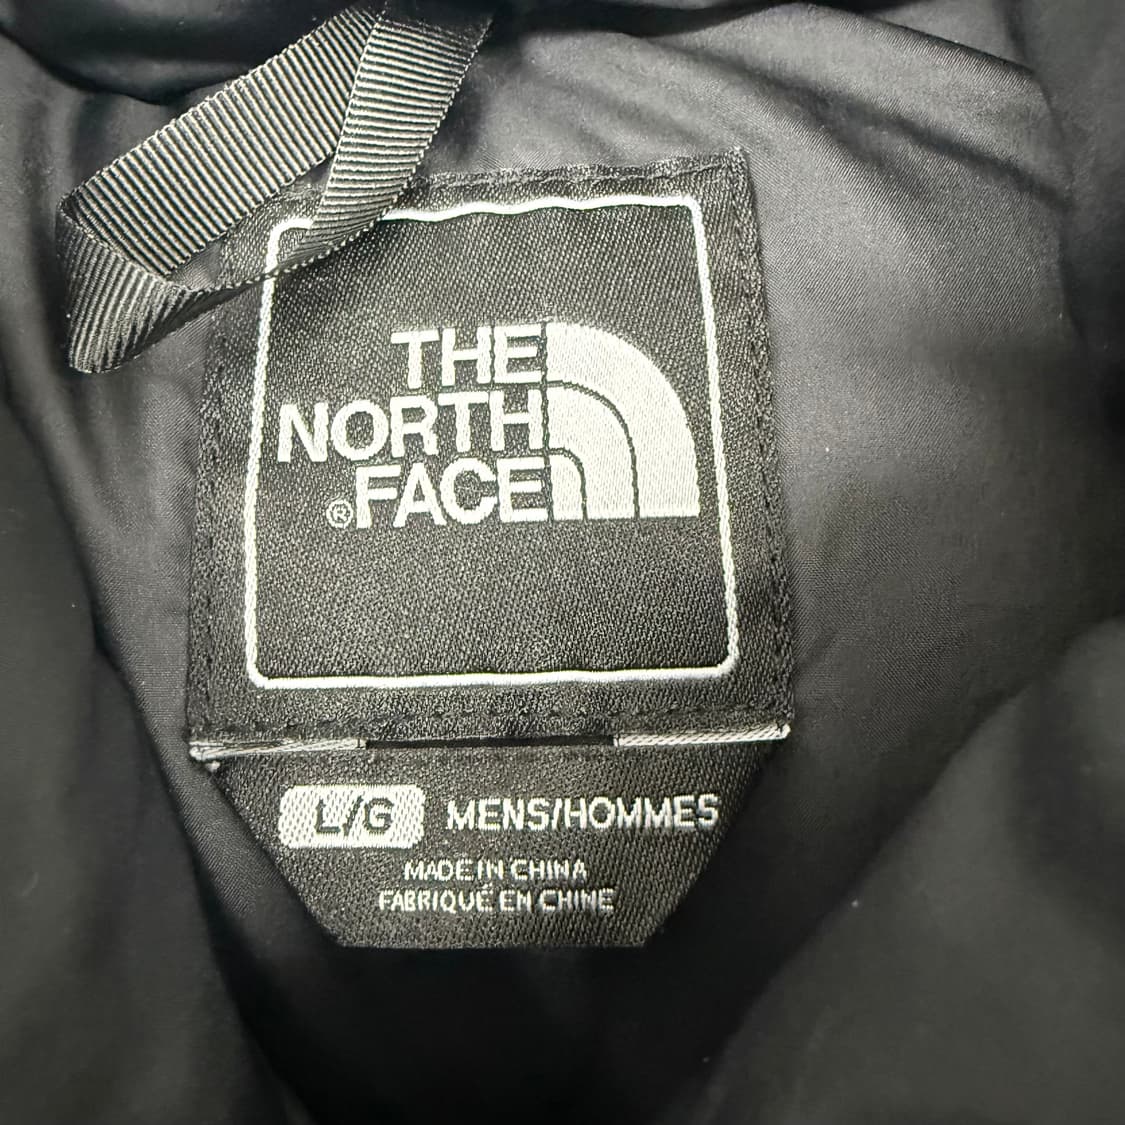 THE
NORTH
®FACE
L/G MENS/HOMMES
MADE IN CHINA
FABRIQUÉ EN CHINE